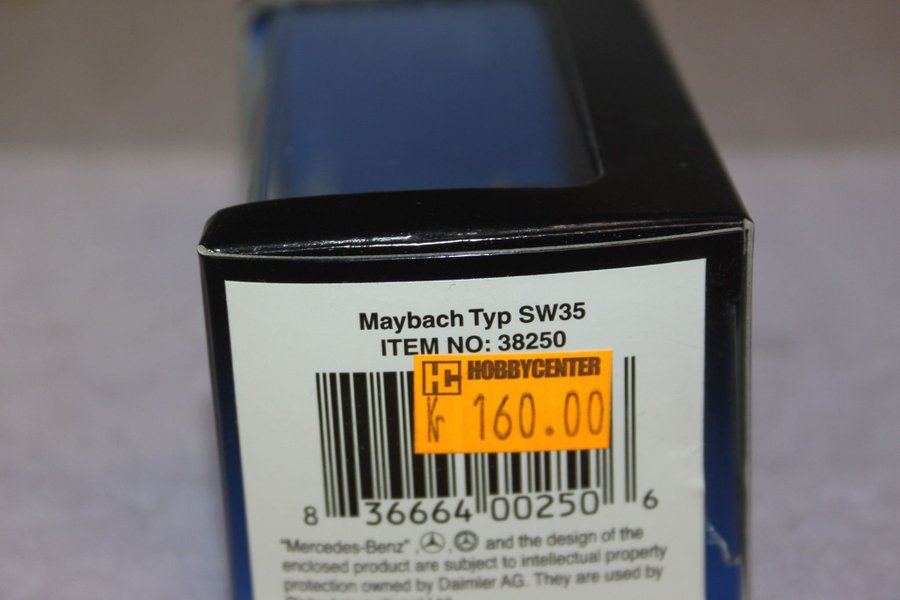 Maybach Typ SW35
ITEM NO: 38250
HC HOBBYCENTER
Kr 160.00
8 36664 00250 6
"Mercedes-Benz", , and the design of the
enclosed product are subject to intellectual property
protection owned by Daimler AG. They are used by